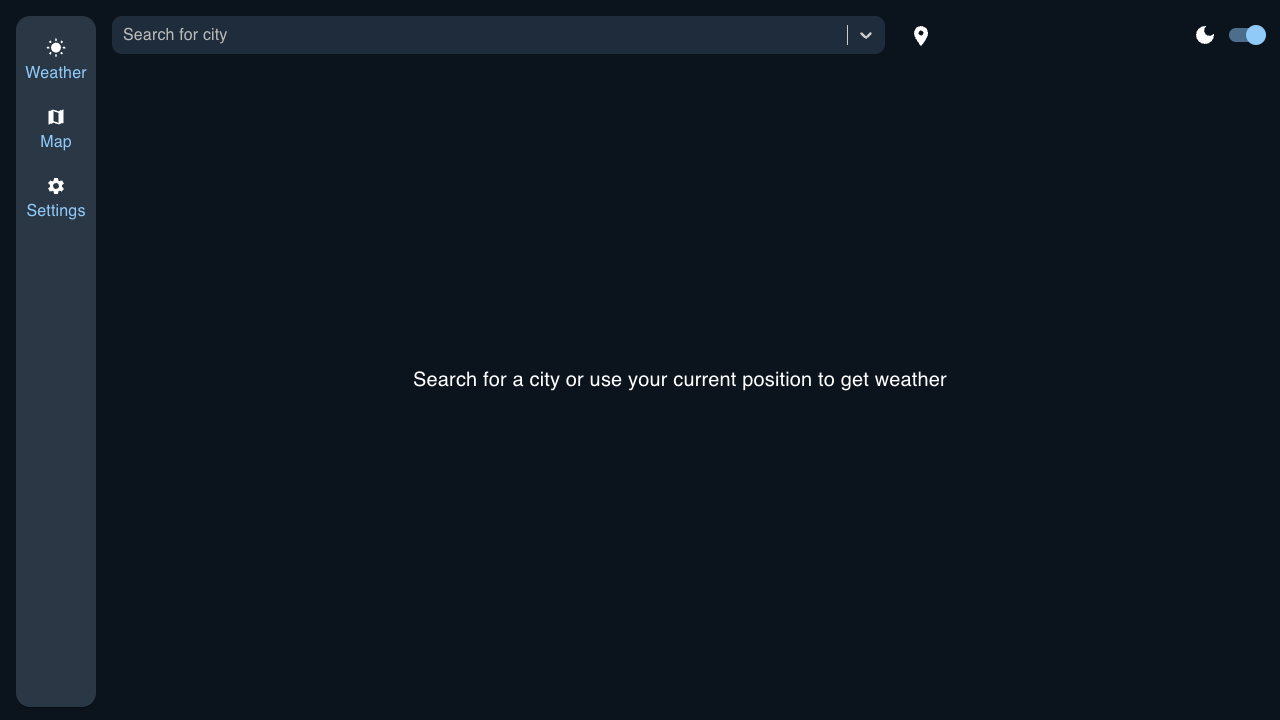 Search for city
Weather
Map
Settings
Search for a city or use your current position to get weather